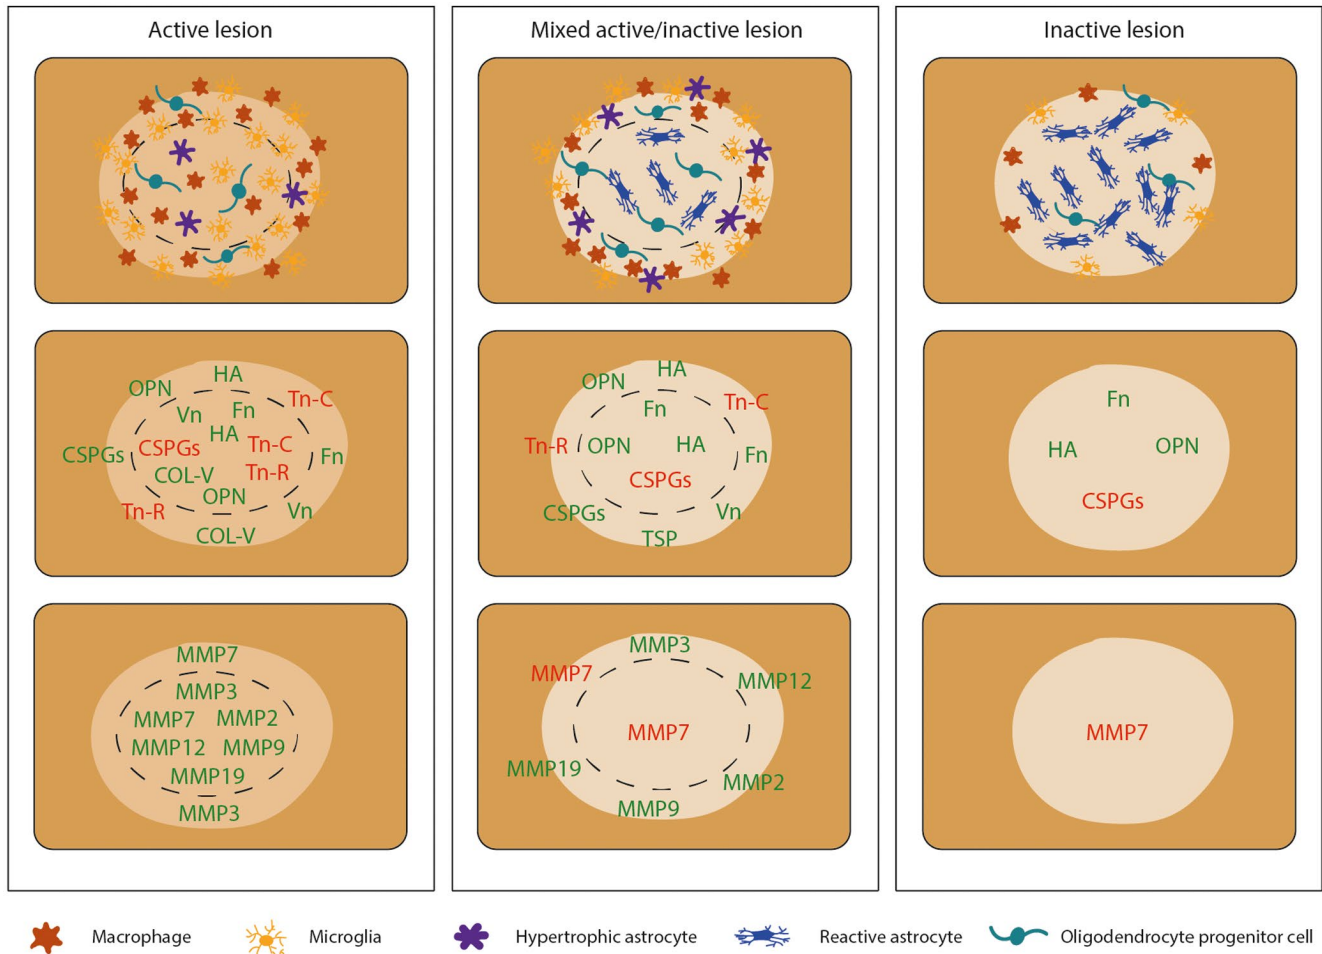 Active lesion
Mixed active/inactive lesion
Inactive lesion
HA
OPN
Tn-C
Vn
Fn
HA
CSPGs
CSPGs
Tn-C
Fn
COL-V
Tn-R
OPN
Tn-R
Vn
COL-V
HA
OPN
Tn-C
Fn
Tn-R
OPN
HA
Fn
CSPGs
CSPGs
Vn
TSP
Fn
HA
OPN
CSPGs
MMP7
MMP3
MMP7
MMP2
MMP12
MMP9
MMP19
MMP3
MMP3
MMP7
MMP12
MMP7
MMP19
MMP2
MMP9
MMP7
Macrophage
Microglia
Hypertrophic astrocyte
Reactive astrocyte
Oligodendrocyte progenitor cell